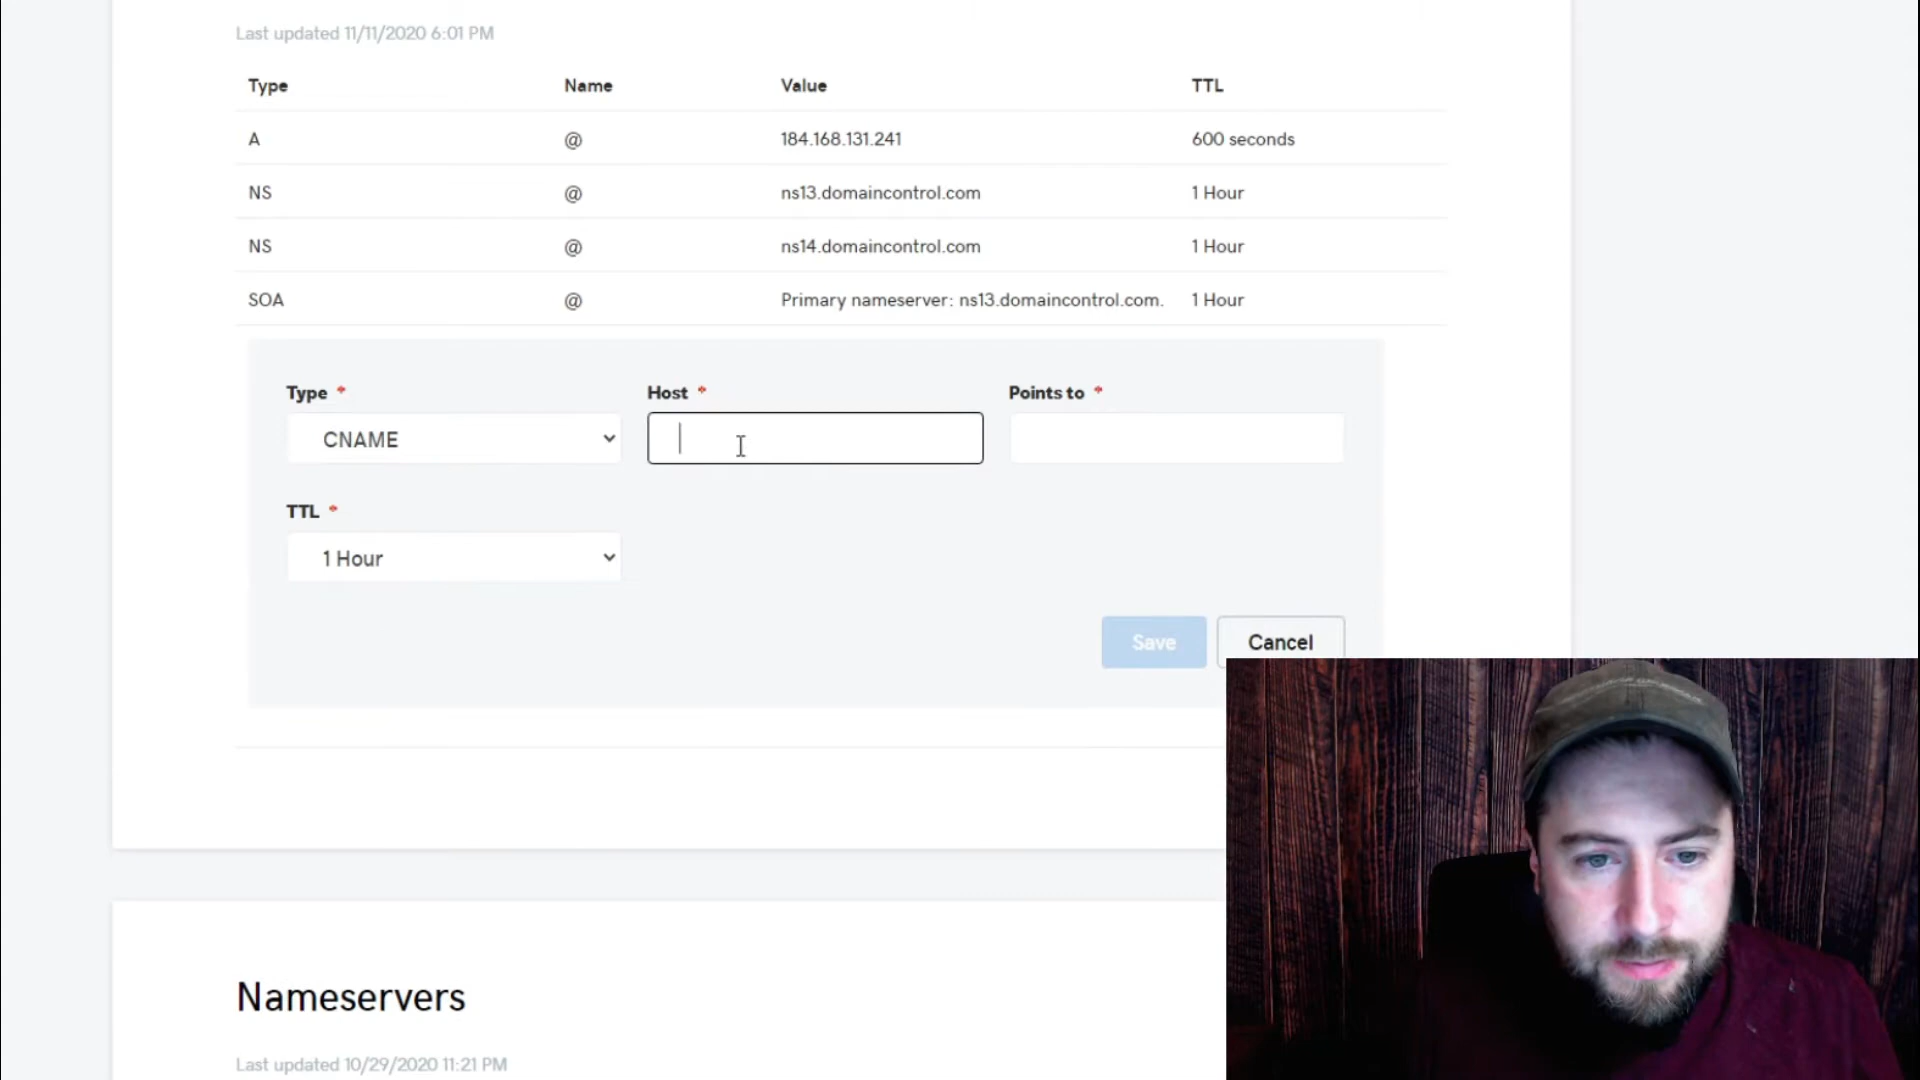 Last updated 11/11/2020 6:01 PM
Type Name Value TTL
A @ 184.168.131.241 600 seconds
NS @ ns13.domaincontrol.com 1 Hour
NS @ ns14.domaincontrol.com 1 Hour
SOA @ Primary nameserver: ns13.domaincontrol.com. 1 Hour
Type * Host * Points to *
CNAME
TTL *
1 Hour
Save Cancel
Nameservers
Last updated 10/29/2020 11:21 PM